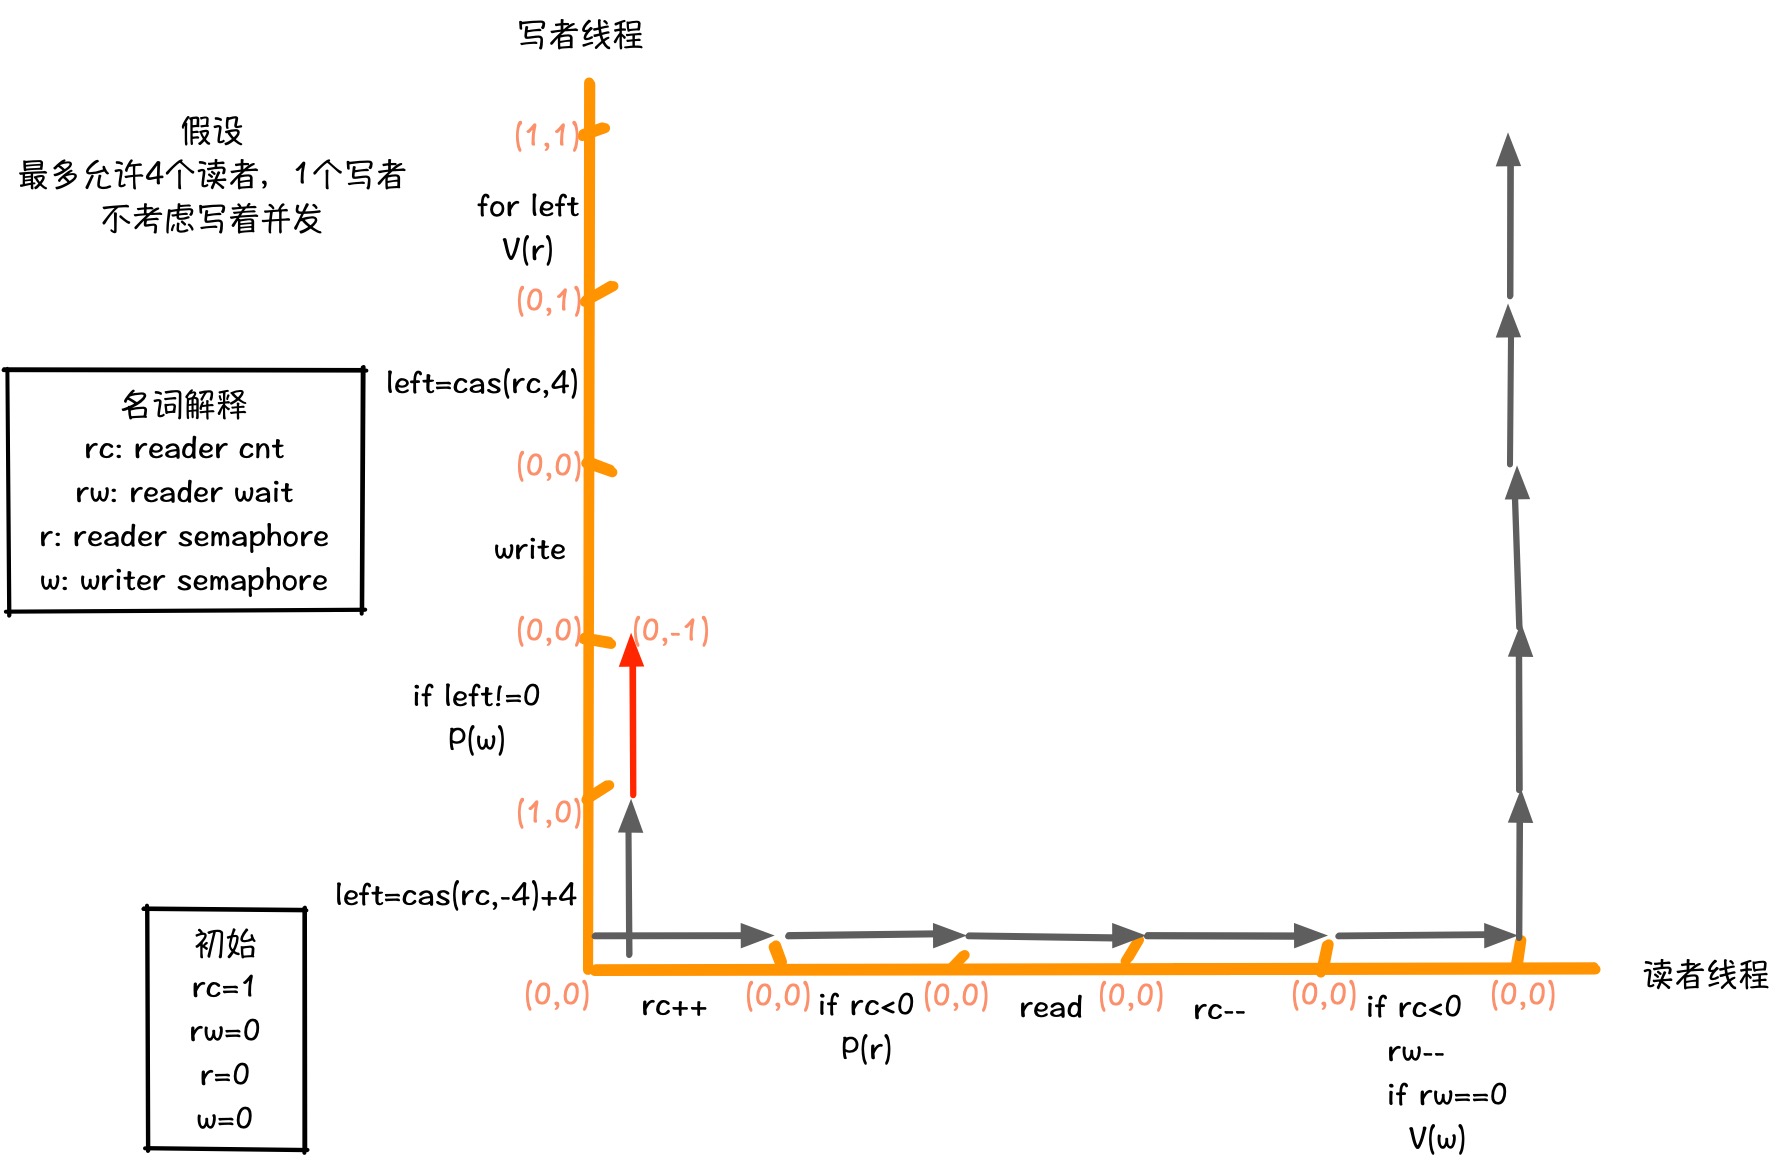 写者线程
假设
最多允许4个读者，1个写者
不考虑写着并发
(1,1)
for left
V(r)
(0,1)
left=cas(rc,4)
(0,0)
write
(0,0)
(0,-1)
if left!=0
P(w)
(1,0)
left=cas(rc,-4)+4
名词解释
rc: reader cnt
rw: reader wait
r: reader semaphore
w: writer semaphore
初始
rc=1
rw=0
r=0
w=0
(0,0)
rc++
(0,0)
if rc<0
P(r)
(0,0)
read
(0,0)
rc--
(0,0)
if rc<0
rw--
if rw==0
V(w)
(0,0)
读者线程